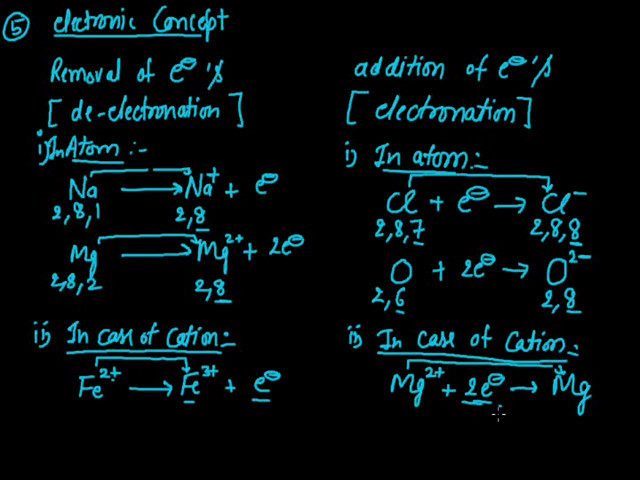 ⑤ electronic Concept
Removal of e⊖'s
[ de-electronation ]
i) In Atom :-
Na ⟶ Na⁺ + e⊖
2,8,1 2,8
Mg ⟶ Mg²⁺ + 2e⊖
2,8,2 2,8
ii) In case of cation:-
Fe²⁺ ⟶ Fe³⁺ + e⊖
addition of e⊖'s
[ electronation ]
i) In atom:-
Cl + e⊖ → Cl⁻
2,8,7 2,8,8
O + 2e⊖ → O²⁻
2,6 2,8
ii) In case of Cation:-
Mg²⁺ + 2e⊖ → Mg